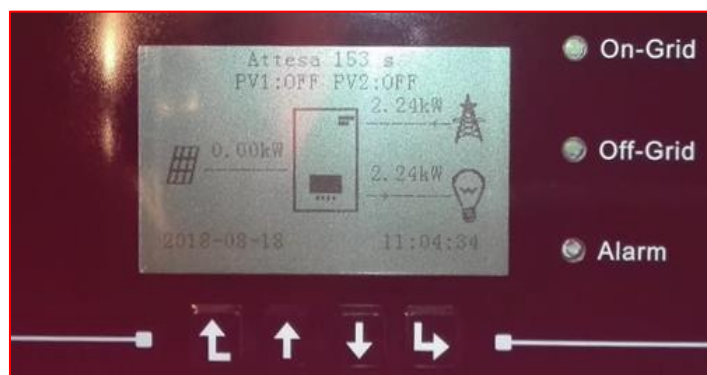 Attesa 153 s
PV1:OFF PV2:OFF
2.24kW
0.00kW
2.24kW
2018-08-18 11:04:34
On-Grid
Off-Grid
Alarm